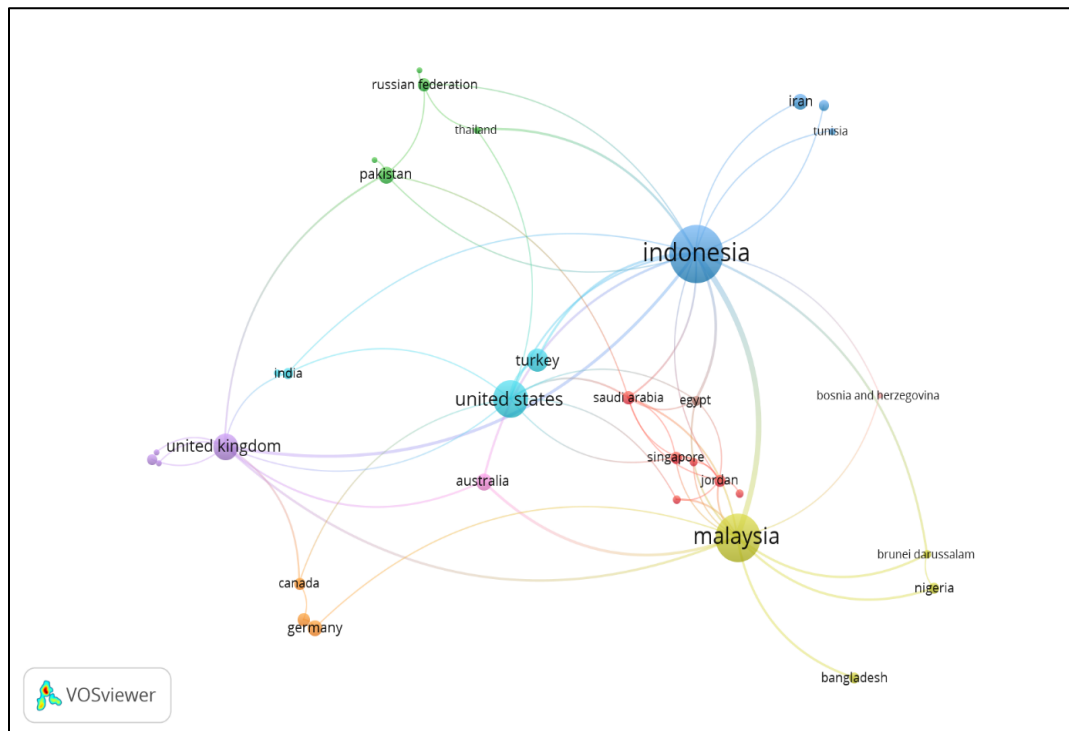 russian federation
iran
thailand
tunisia
pakistan
indonesia
turkey
india
united states
saudi arabia
egypt
bosnia and herzegovina
united kingdom
singapore
australia
jordan
malaysia
brunei darussalam
canada
nigeria
germany
bangladesh
VOSviewer